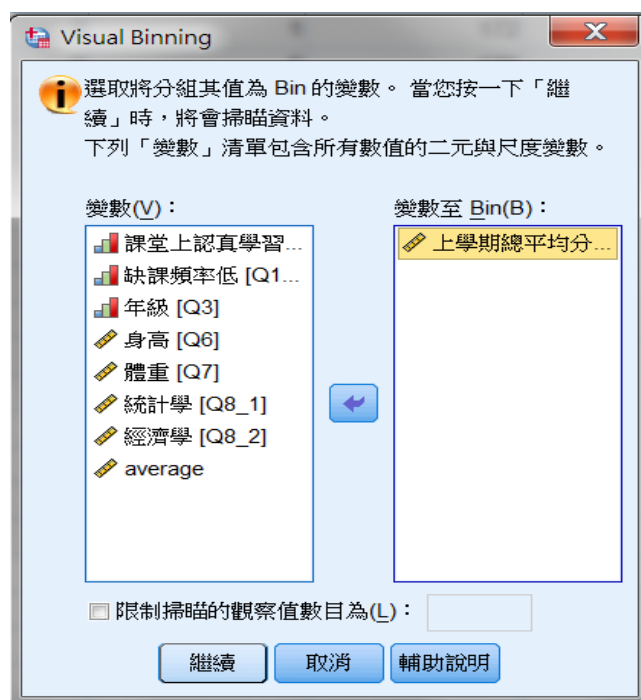 Visual Binning
選取將分組其值為 Bin 的變數。 當您按一下「繼
續」時，將會掃瞄資料。
下列「變數」清單包含所有數值的二元與尺度變數。
變數(V)：
課堂上認真學習...
缺課頻率低 [Q1...
年級 [Q3]
身高 [Q6]
體重 [Q7]
統計學 [Q8_1]
經濟學 [Q8_2]
average
變數至 Bin(B)：
上學期總平均分...
限制掃瞄的觀察值數目為(L)：
繼續
取消
輔助說明